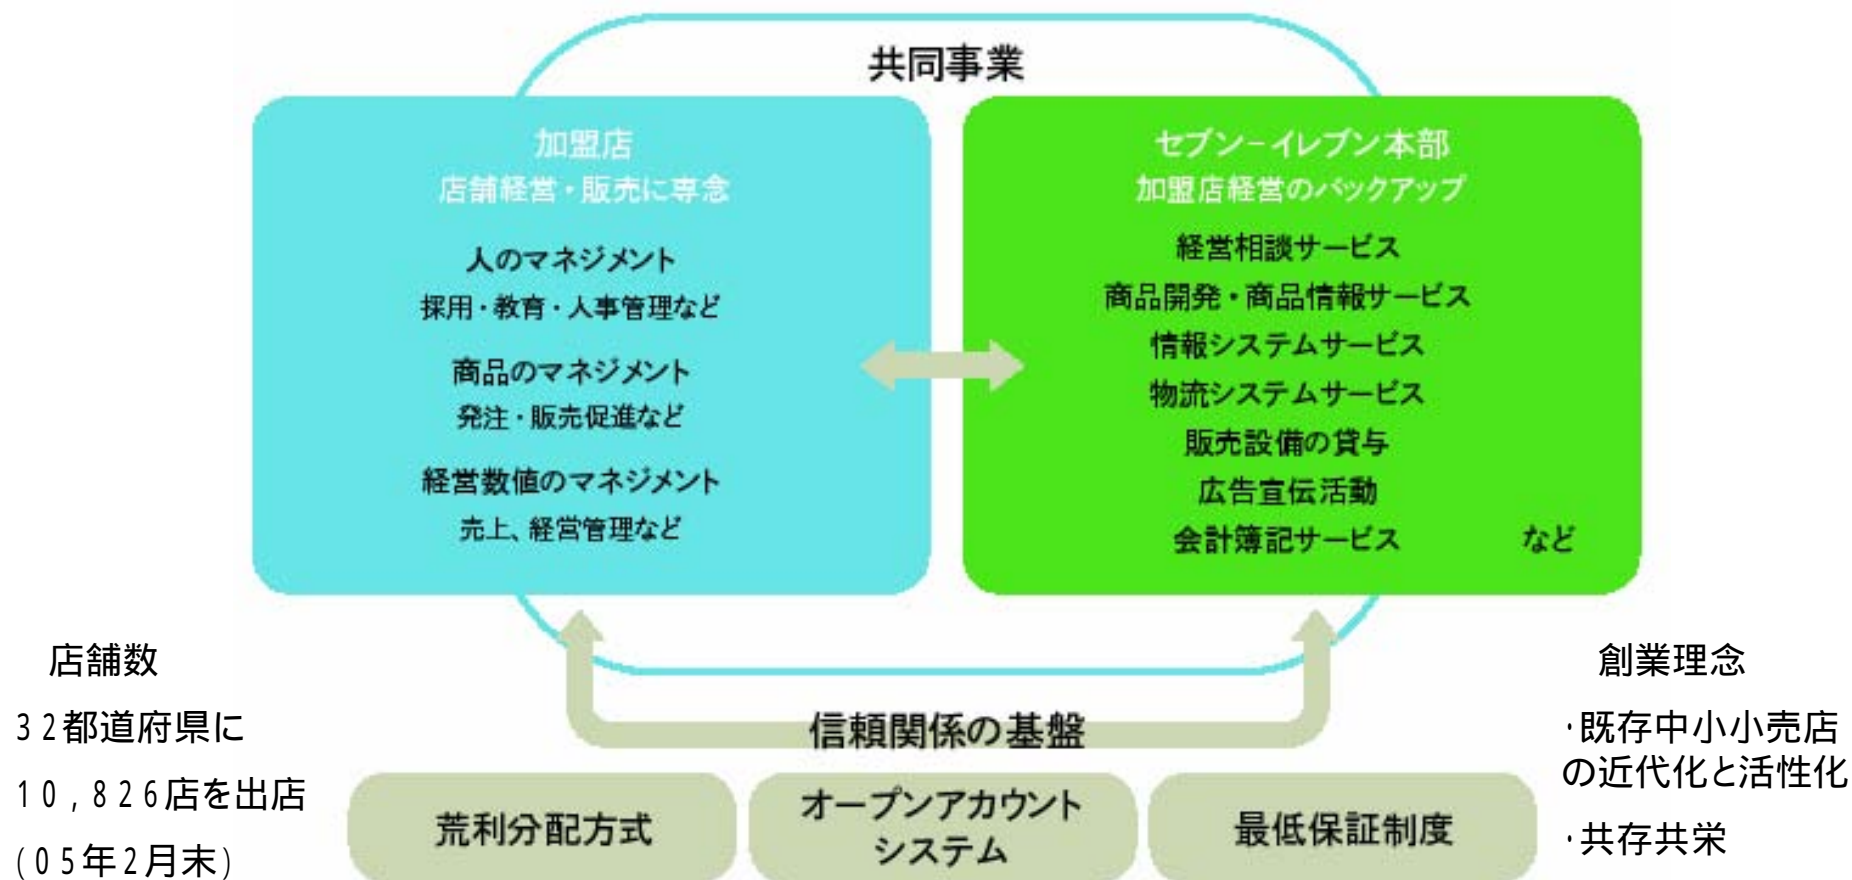 共同事業
加盟店
店舗経営・販売に専念
人のマネジメント
採用・教育・人事管理など
商品のマネジメント
発注・販売促進など
経営数値のマネジメント
売上、経営管理など
セブン-イレブン本部
加盟店経営のバックアップ
経営相談サービス
商品開発・商品情報サービス
情報システムサービス
物流システムサービス
販売設備の貸与
広告宣伝活動
会計簿記サービス など
店舗数
32都道府県に
10,826店を出店
(05年2月末)
信頼関係の基盤
荒利分配方式
オープンアカウント
システム
最低保証制度
創業理念
・既存中小小売店
の近代化と活性化
・共存共栄